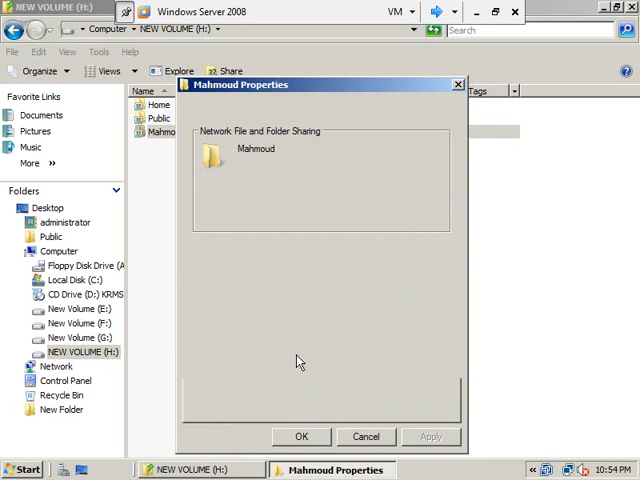 NEW VOLUME (H:)
Windows Server 2008
VM
Computer
NEW VOLUME (H:)
Search
File Edit View Tools Help
Organize Views Explore Share
Mahmoud Properties
Favorite Links
Name
Tags
Documents
Home
Pictures
Public
Music
Mahmo
More »
Network File and Folder Sharing
Mahmoud
Folders
Desktop
administrator
Public
Computer
Floppy Disk Drive (A
Local Disk (C:)
CD Drive (D:) KRMS
New Volume (E:)
New Volume (F:)
New Volume (G:)
NEW VOLUME (H:)
Network
Control Panel
Recycle Bin
New Folder
OK Cancel Apply
Start
NEW VOLUME (H:)
Mahmoud Properties
10:54 PM